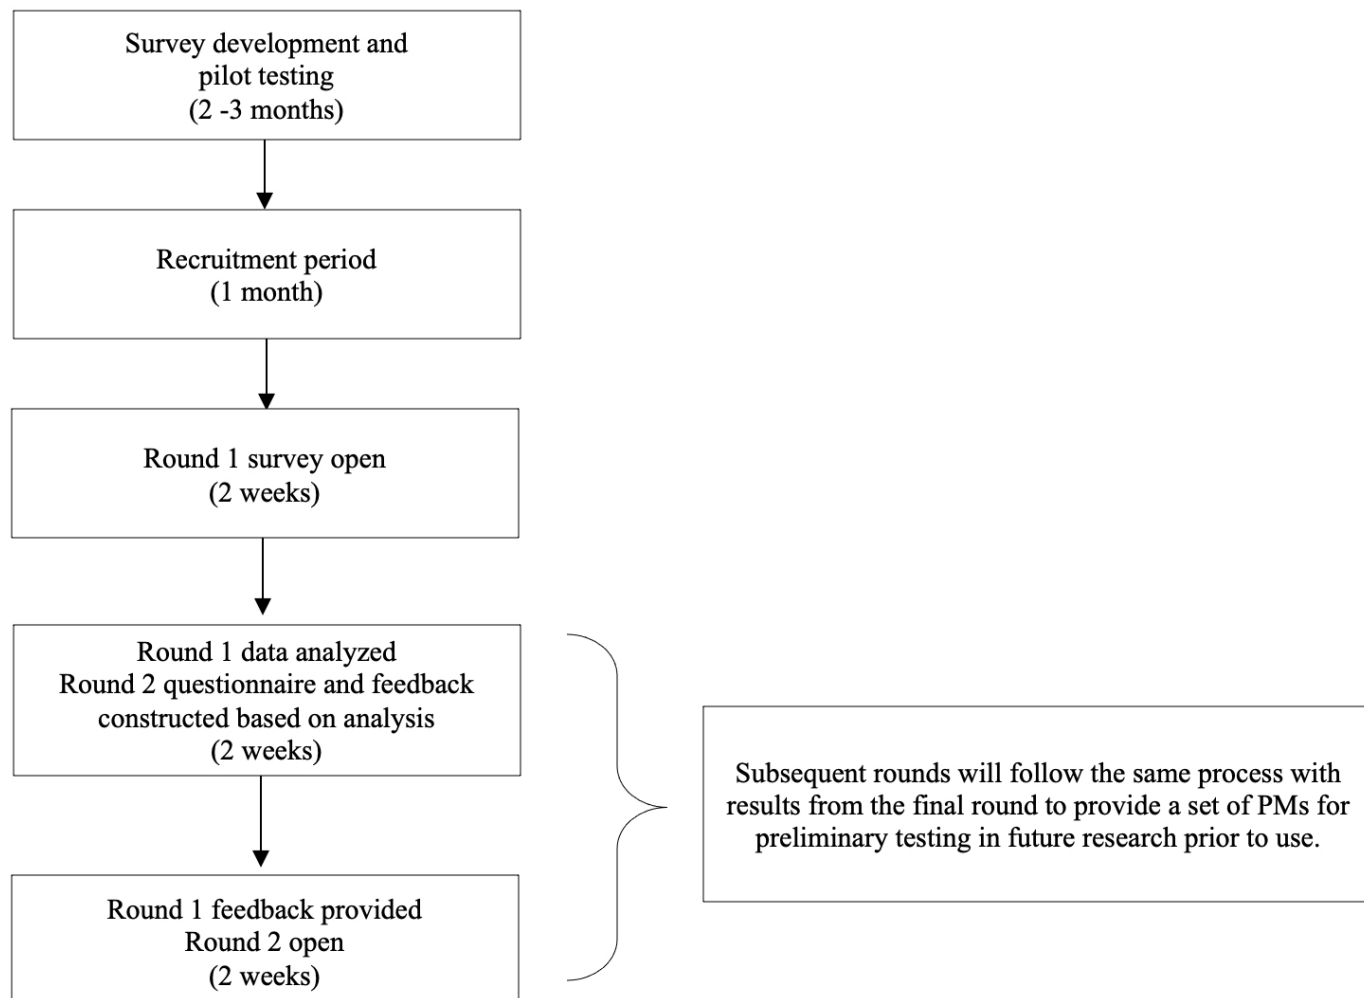 Survey development and
pilot testing
(2 -3 months)
Recruitment period
(1 month)
Round 1 survey open
(2 weeks)
Round 1 data analyzed
Round 2 questionnaire and feedback
constructed based on analysis
(2 weeks)
Round 1 feedback provided
Round 2 open
(2 weeks)
Subsequent rounds will follow the same process with
results from the final round to provide a set of PMs for
preliminary testing in future research prior to use.